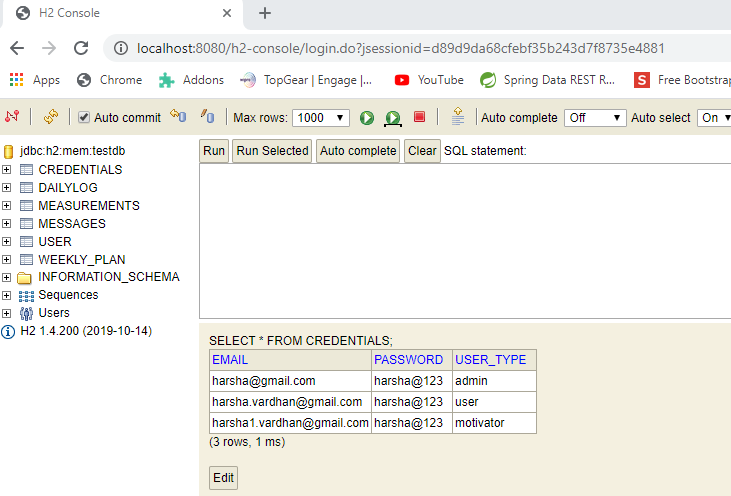 H2 Console
localhost:8080/h2-console/login.do?jsessionid=d89d9da68cfebf35b243d7f8735e4881
Apps Chrome Addons TopGear | Engage |... YouTube Spring Data REST R... S Free Bootstrap
Auto commit Max rows: 1000 Auto complete Off Auto select On
jdbc:h2:mem:testdb
CREDENTIALS
DAILYLOG
MEASUREMENTS
MESSAGES
USER
WEEKLY_PLAN
INFORMATION_SCHEMA
Sequences
Users
H2 1.4.200 (2019-10-14)
Run Run Selected Auto complete Clear SQL statement:
SELECT * FROM CREDENTIALS;
EMAIL PASSWORD USER_TYPE
harsha@gmail.com harsha@123 admin
harsha.vardhan@gmail.com harsha@123 user
harsha1.vardhan@gmail.com harsha@123 motivator
(3 rows, 1 ms)
Edit